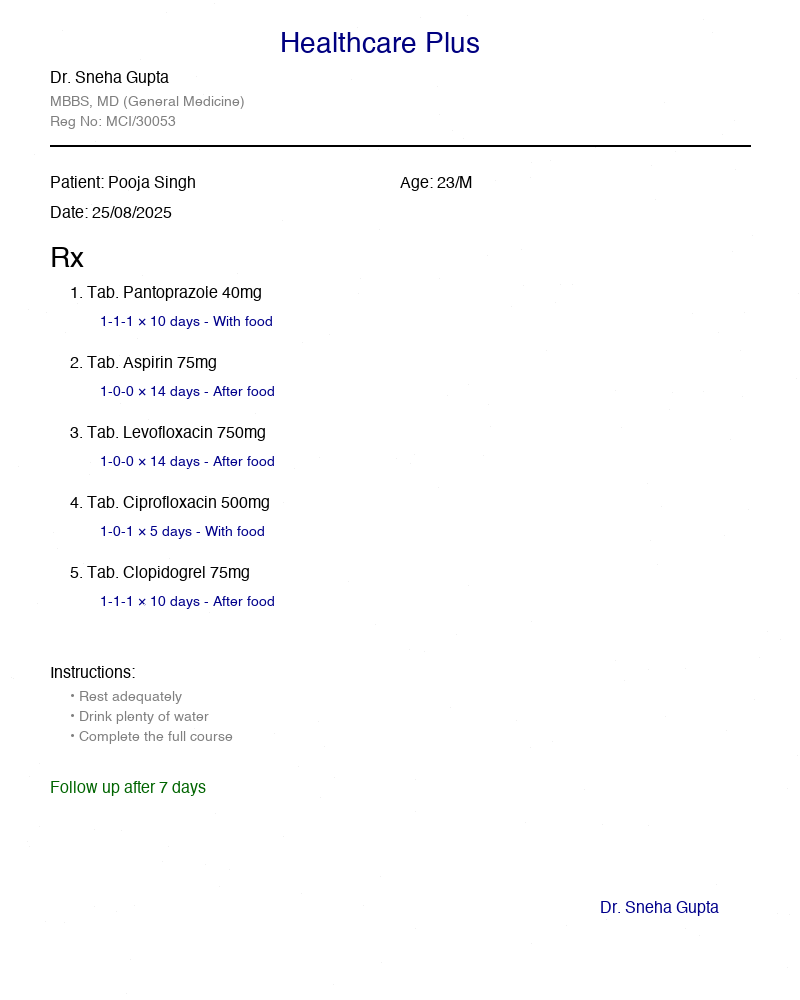 Healthcare Plus
Dr. Sneha Gupta
MBBS, MD (General Medicine)
Reg No: MCI/30053
Patient: Pooja Singh Age: 23/M
Date: 25/08/2025
Rx
1. Tab. Pantoprazole 40mg
1-1-1 × 10 days - With food
2. Tab. Aspirin 75mg
1-0-0 × 14 days - After food
3. Tab. Levofloxacin 750mg
1-0-0 × 14 days - After food
4. Tab. Ciprofloxacin 500mg
1-0-1 × 5 days - With food
5. Tab. Clopidogrel 75mg
1-1-1 × 10 days - After food
Instructions:
• Rest adequately
• Drink plenty of water
• Complete the full course
Follow up after 7 days
Dr. Sneha Gupta